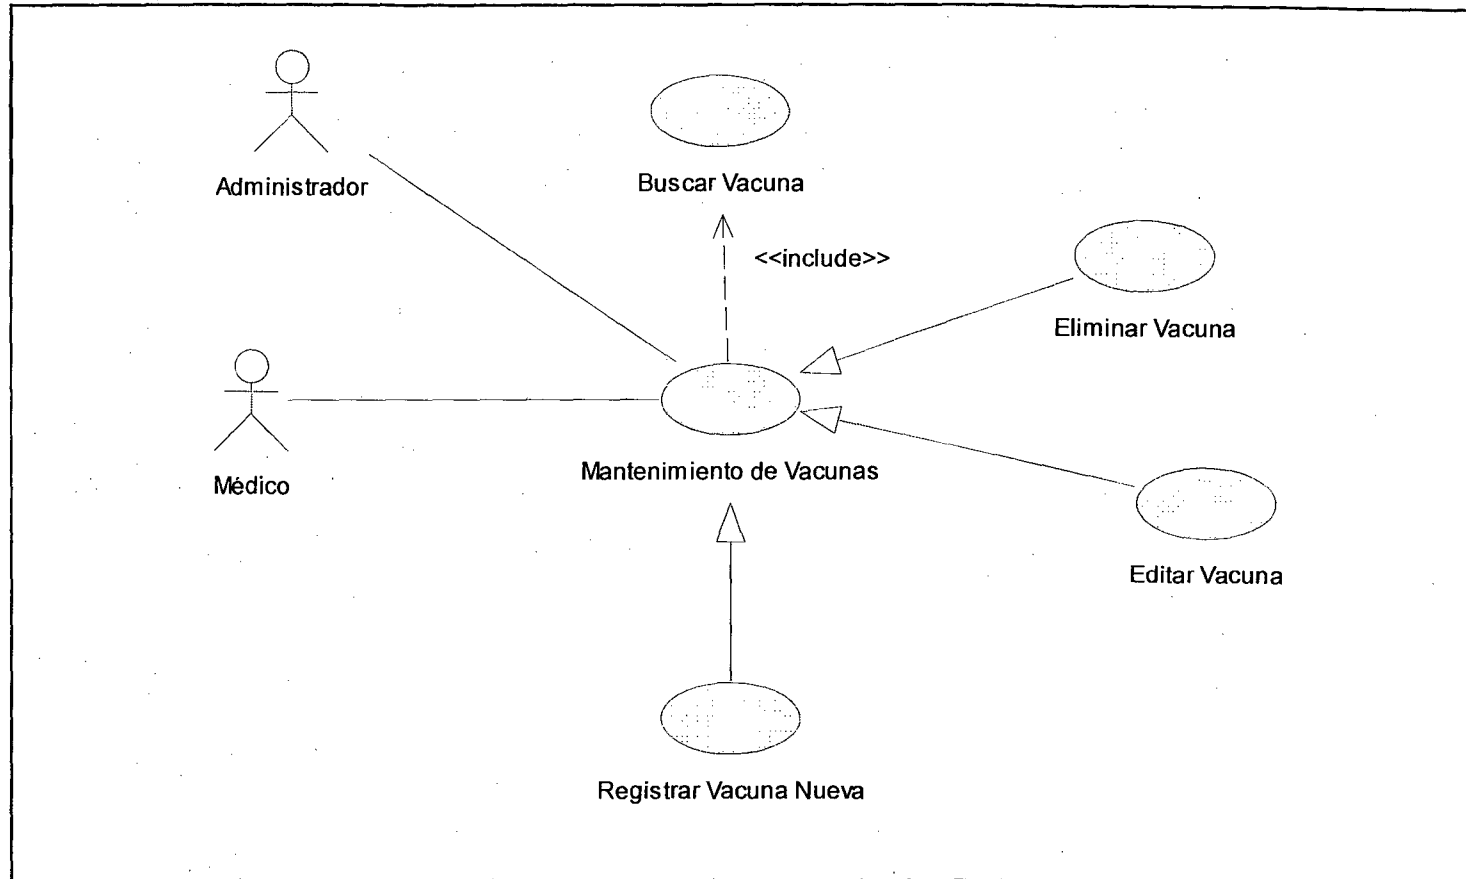 Administrador
Buscar Vacuna
<<include>>
Eliminar Vacuna
Mantenimiento de Vacunas
Médico
Editar Vacuna
Registrar Vacuna Nueva